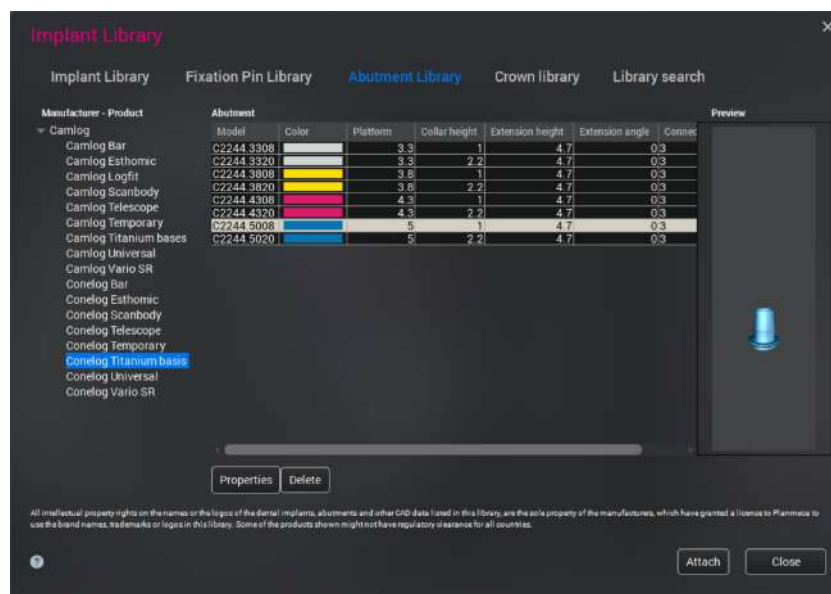 Implant Library
Implant Library Fixation Pin Library Abutment Library Crown library Library search
Manufacturer - Product
Camlog
Camlog Bar
Camlog Esthomic
Camlog Logfit
Camlog Scanbody
Camlog Telescope
Camlog Temporary
Camlog Titanium bases
Camlog Universal
Camlog Vario SR
Conelog Bar
Conelog Esthomic
Conelog Scanbody
Conelog Telescope
Conelog Temporary
Conelog Titanium basis
Conelog Universal
Conelog Vario SR
Abutment
Model Color Platform Collar height Extension height Extension angle Connec
C2244.3308 3.3 1 4.7 0 3
C2244.3320 3.3 2.2 4.7 0 3
C2244.3808 3.8 1 4.7 0 3
C2244.3820 3.8 2.2 4.7 0 3
C2244.4308 4.3 1 4.7 0 3
C2244.4320 4.3 2.2 4.7 0 3
C2244.5008 5 1 4.7 0 3
C2244.5020 5 2.2 4.7 0 3
Preview
Properties Delete
All intellectual property rights on the names or the logos of the dental implants, abutments and other CAD data listed in this library, are the sole property of the manufacturers, which have granted a license to Planmeca to
use the brand names, trademarks or logos in this library. Some of the products shown might not have regulatory clearance for all countries.
Attach Close